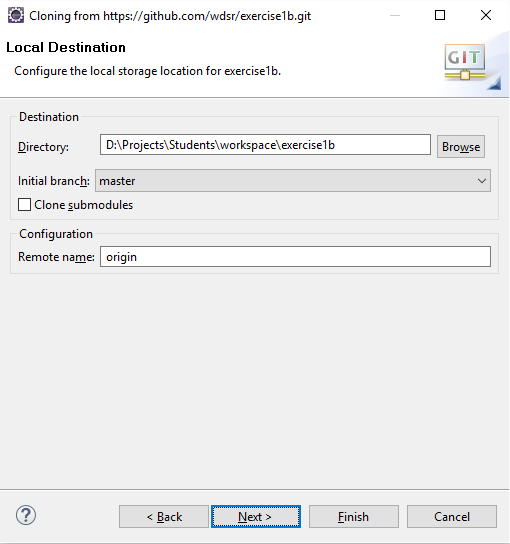 Cloning from https://github.com/wdsr/exercise1b.git
Local Destination
Configure the local storage location for exercise1b.
GIT
Destination
Directory: D:\Projects\Students\workspace\exercise1b Browse
Initial branch: master
Clone submodules
Configuration
Remote name: origin
? < Back Next > Finish Cancel